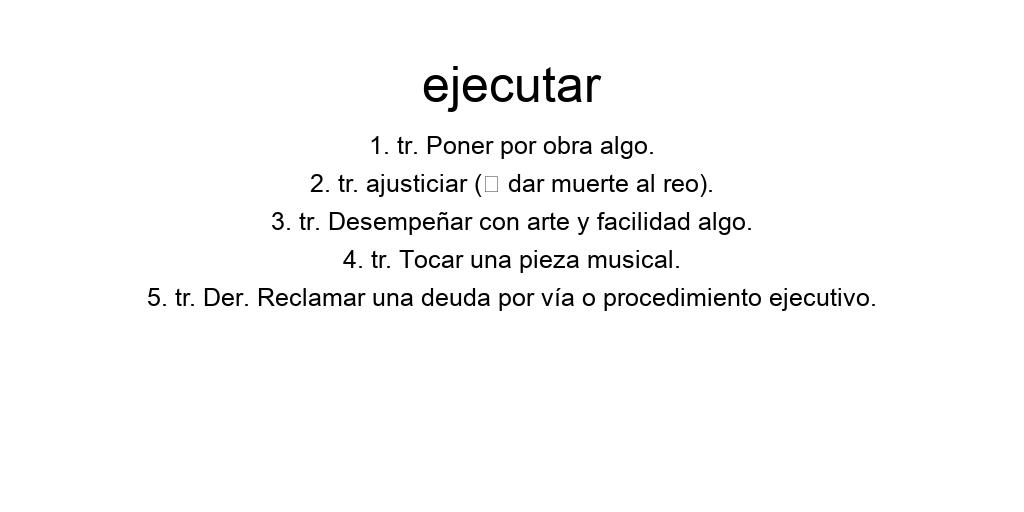 ejecutar
1. tr. Poner por obra algo.
2. tr. ajusticiar (□ dar muerte al reo).
3. tr. Desempeñar con arte y facilidad algo.
4. tr. Tocar una pieza musical.
5. tr. Der. Reclamar una deuda por vía o procedimiento ejecutivo.